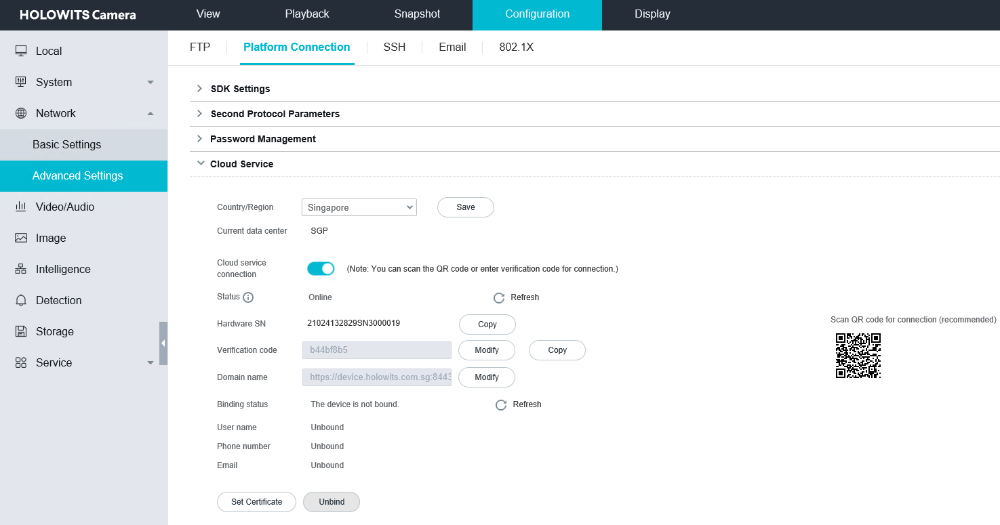 HOLOWITS Camera
View Playback Snapshot Configuration Display
Local
System
Network
Basic Settings
Advanced Settings
Video/Audio
Image
Intelligence
Detection
Storage
Service
FTP Platform Connection SSH Email 802.1X
SDK Settings
Second Protocol Parameters
Password Management
Cloud Service
Country/Region Singapore Save
Current data center SGP
Cloud service
connection
(Note: You can scan the QR code or enter verification code for connection.)
Status Online Refresh
Hardware SN 21024132829SN3000019 Copy
Verification code b44bf8b5 Modify Copy
Domain name https://device.holowits.com.sg:8443 Modify
Binding status The device is not bound. Refresh
User name Unbound
Phone number Unbound
Email Unbound
Set Certificate Unbind
Scan QR code for connection (recommended)